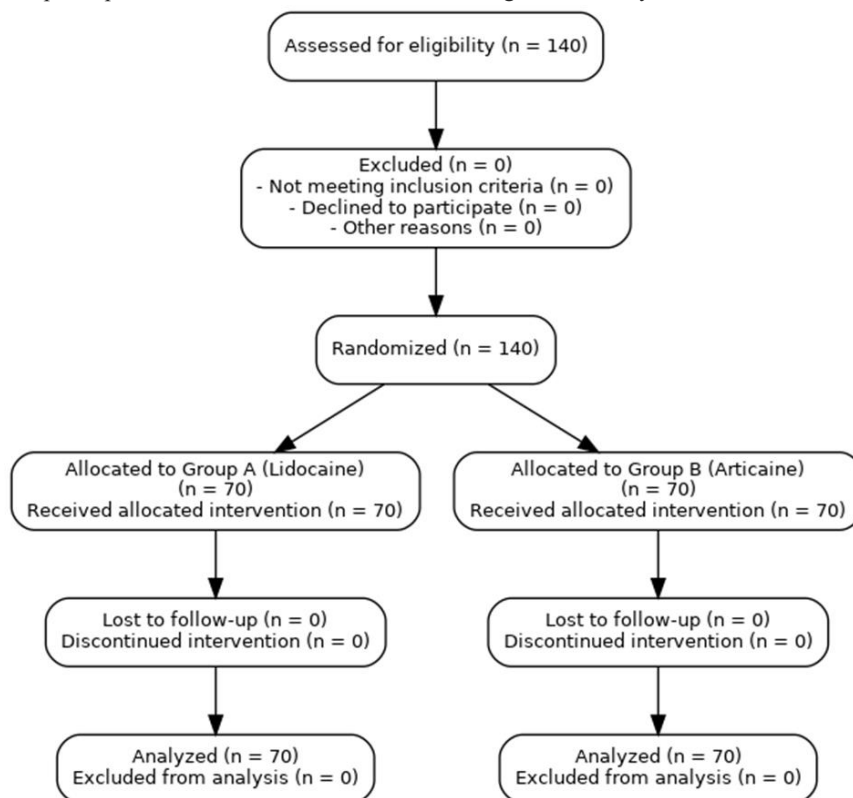 Assessed for eligibility (n = 140)
Excluded (n = 0)
- Not meeting inclusion criteria (n = 0)
- Declined to participate (n = 0)
- Other reasons (n = 0)
Randomized (n = 140)
Allocated to Group A (Lidocaine)
(n = 70)
Received allocated intervention (n = 70)
Allocated to Group B (Articaine)
(n = 70)
Received allocated intervention (n = 70)
Lost to follow-up (n = 0)
Discontinued intervention (n = 0)
Lost to follow-up (n = 0)
Discontinued intervention (n = 0)
Analyzed (n = 70)
Excluded from analysis (n = 0)
Analyzed (n = 70)
Excluded from analysis (n = 0)